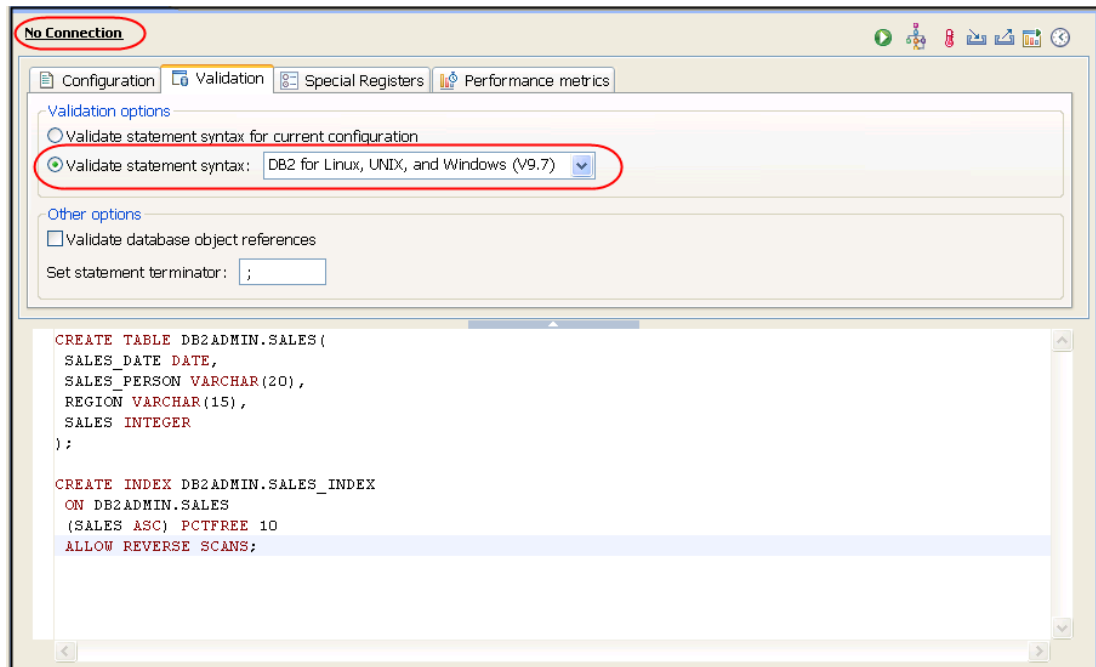 No Connection
Configuration
Validation
Special Registers
Performance metrics
Validation options
Validate statement syntax for current configuration
Validate statement syntax: DB2 for Linux, UNIX, and Windows (V9.7)
Other options
Validate database object references
Set statement terminator: ;
CREATE TABLE DB2ADMIN.SALES(
SALES_DATE DATE,
SALES_PERSON VARCHAR(20),
REGION VARCHAR(15),
SALES INTEGER
);
CREATE INDEX DB2ADMIN.SALES_INDEX
ON DB2ADMIN.SALES
(SALES ASC) PCTFREE 10
ALLOW REVERSE SCANS;